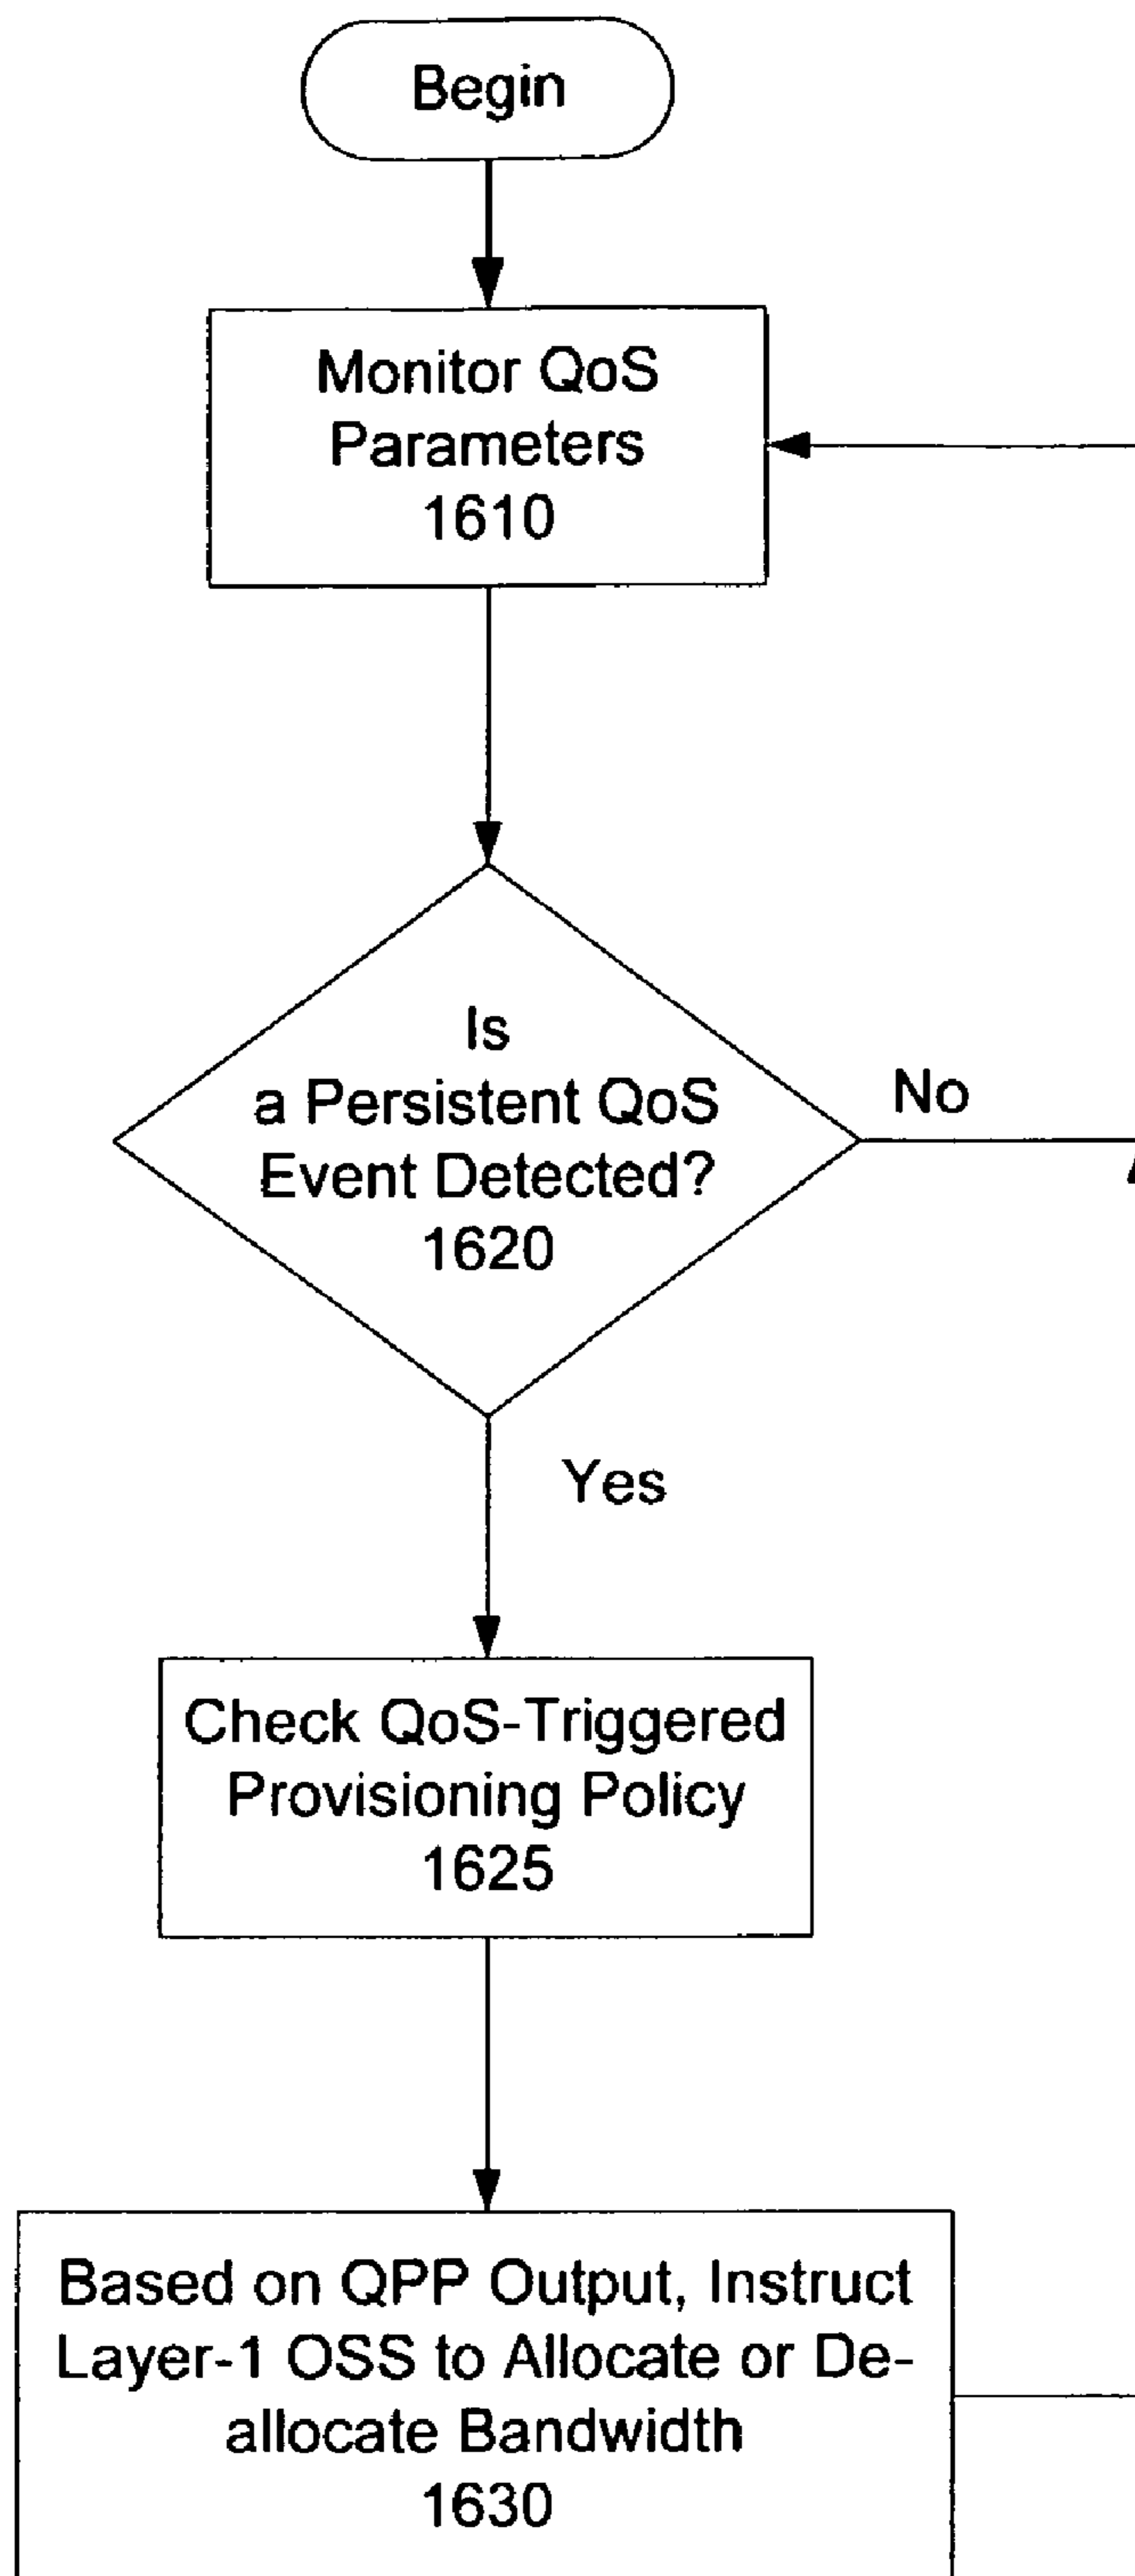 Begin
Monitor QoS
Parameters
1610
Is
a Persistent QoS
Event Detected?
1620
No
Yes
Check QoS-Triggered
Provisioning Policy
1625
Based on QPP Output, Instruct
Layer-1 OSS to Allocate or De-
allocate Bandwidth
1630